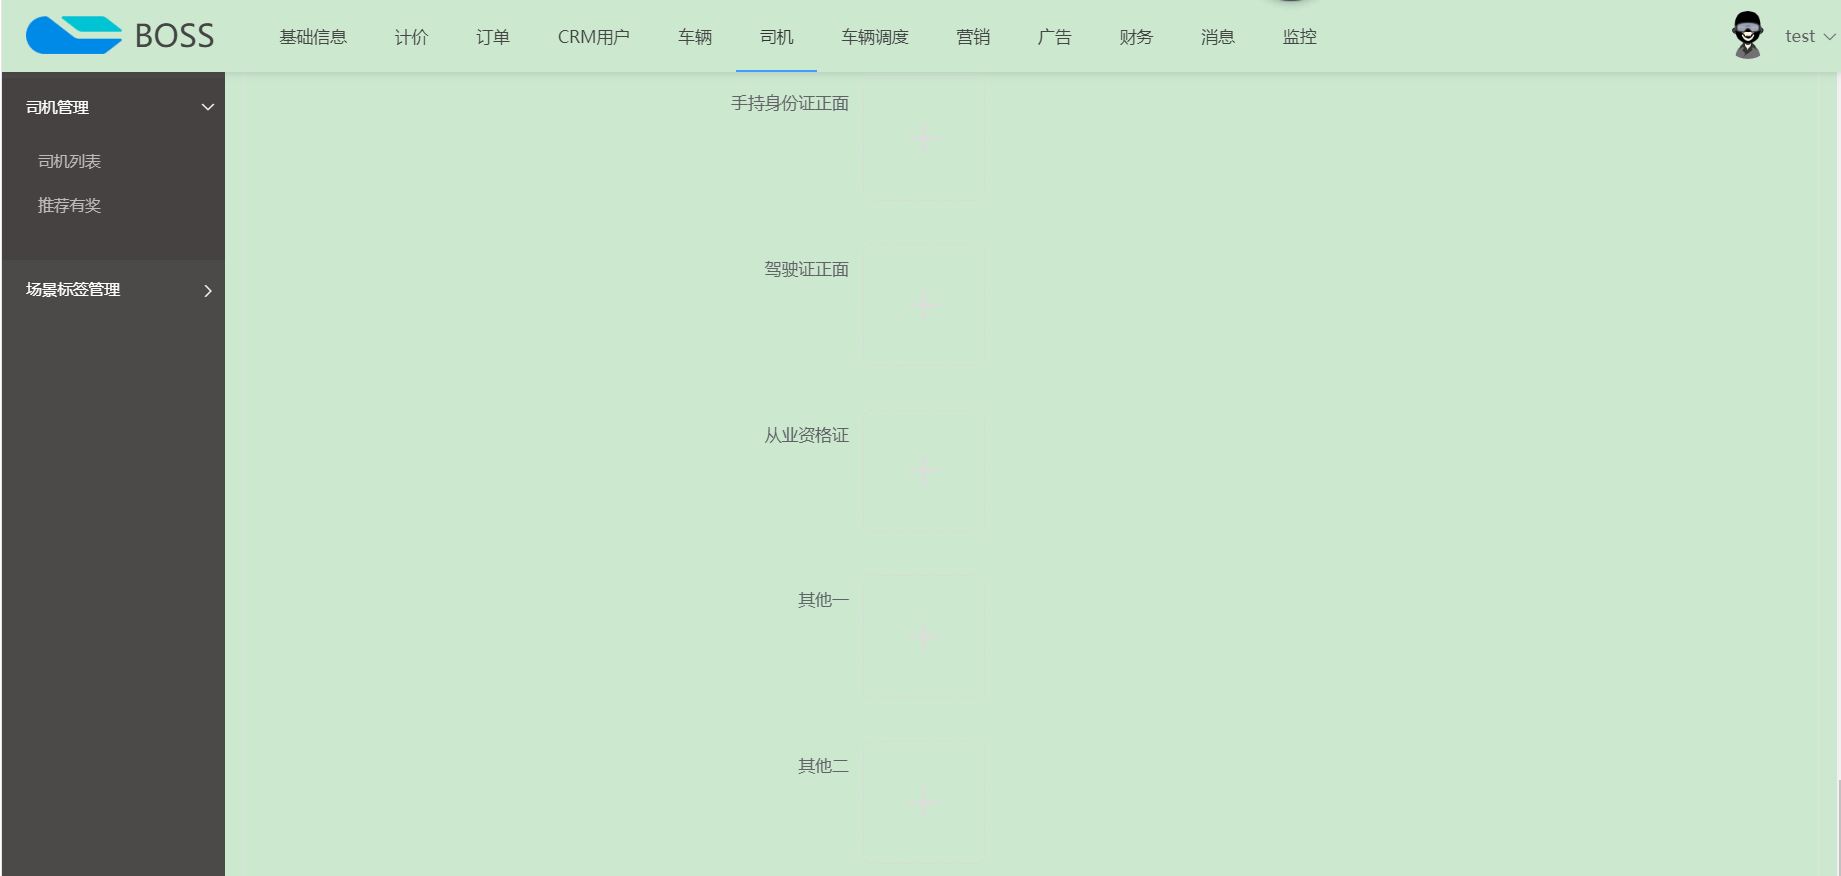 BOSS 基础信息 计价 订单 CRM用户 车辆 司机 车辆调度 营销 广告 财务 消息 监控 test
司机管理
司机列表
推荐有奖
场景标签管理
手持身份证正面
驾驶证正面
从业资格证
其他一
其他二